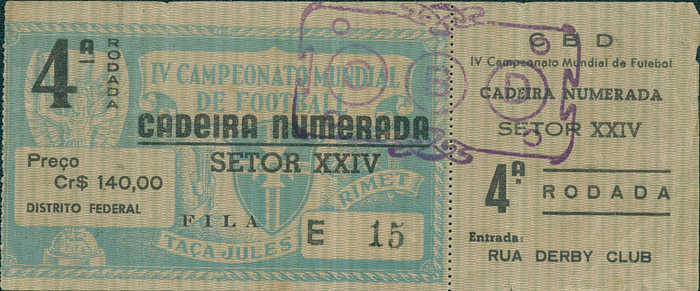 4ª
RODADA
IV CAMPEONATO MUNDIAL
DE FOOTBALL
CADEIRA NUMERADA
SETOR XXIV
Preço
Cr$ 140,00
DISTRITO FEDERAL
FILA E 15
TAÇA JULES RIMET
CBD
IV Campeonato Mundial de Futebol
CADEIRA NUMERADA
SETOR XXIV
4ª RODADA
Entrada:
RUA DERBY CLUB
C B D